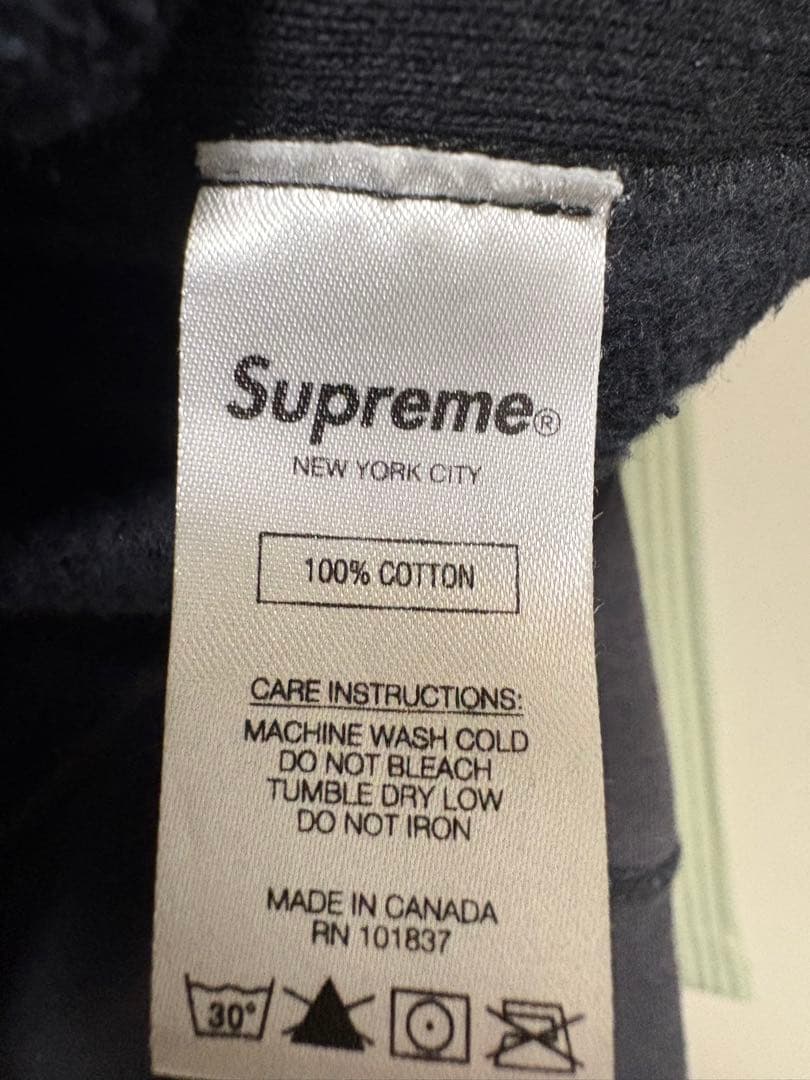 Supreme®
NEW YORK CITY
100% COTTON
CARE INSTRUCTIONS:
MACHINE WASH COLD
DO NOT BLEACH
TUMBLE DRY LOW
DO NOT IRON
MADE IN CANADA
RN 101837
30°